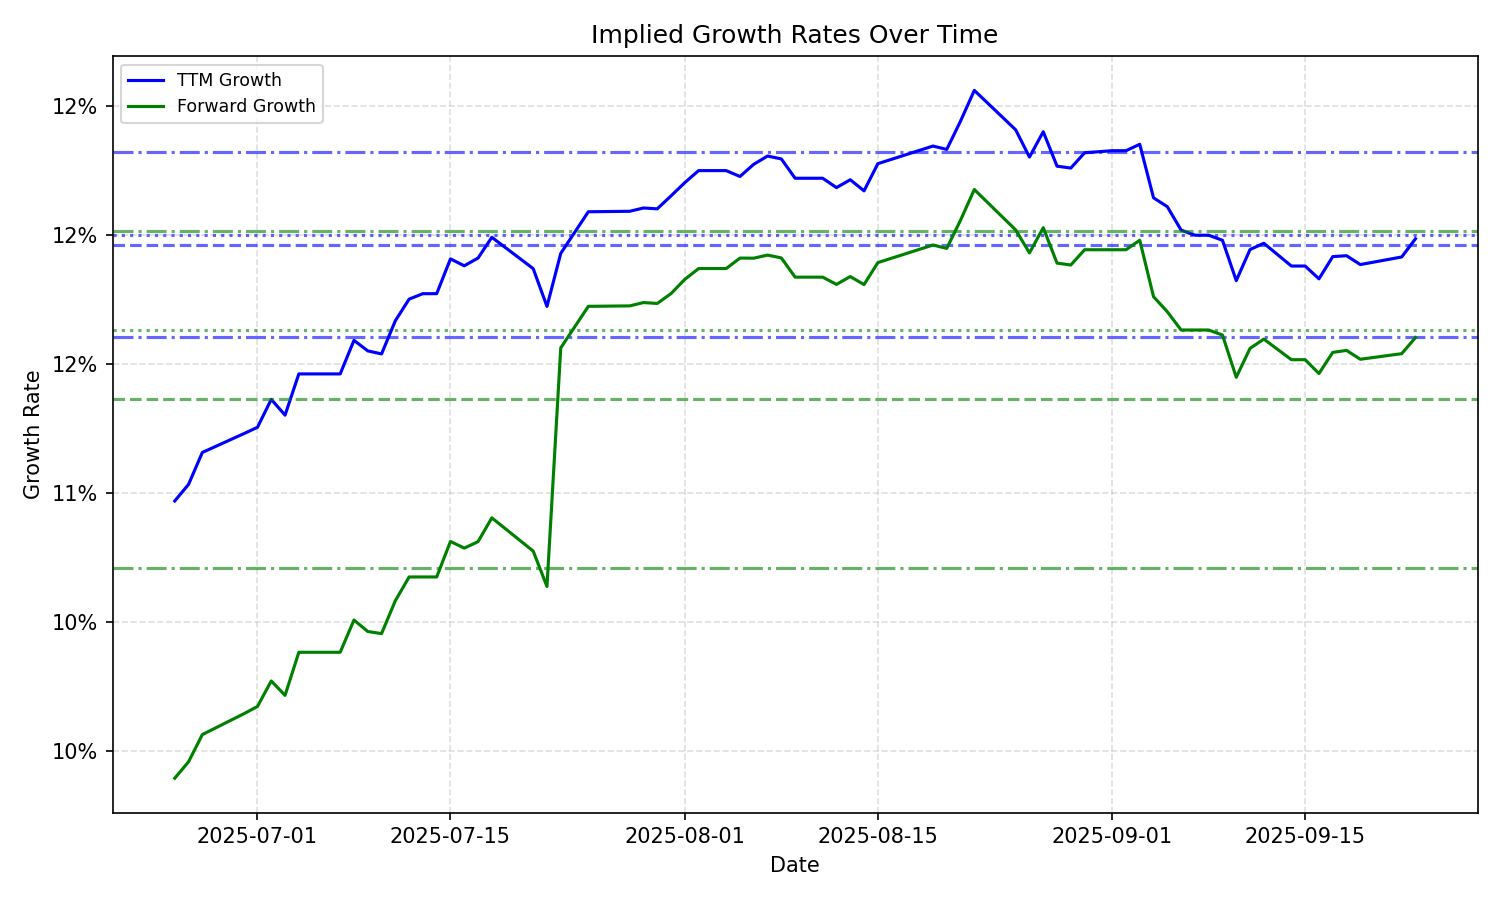 Implied Growth Rates Over Time
TTM Growth
Forward Growth
12%
12%
12%
11%
10%
10%
Growth Rate
2025-07-01
2025-07-15
2025-08-01
2025-08-15
2025-09-01
2025-09-15
Date